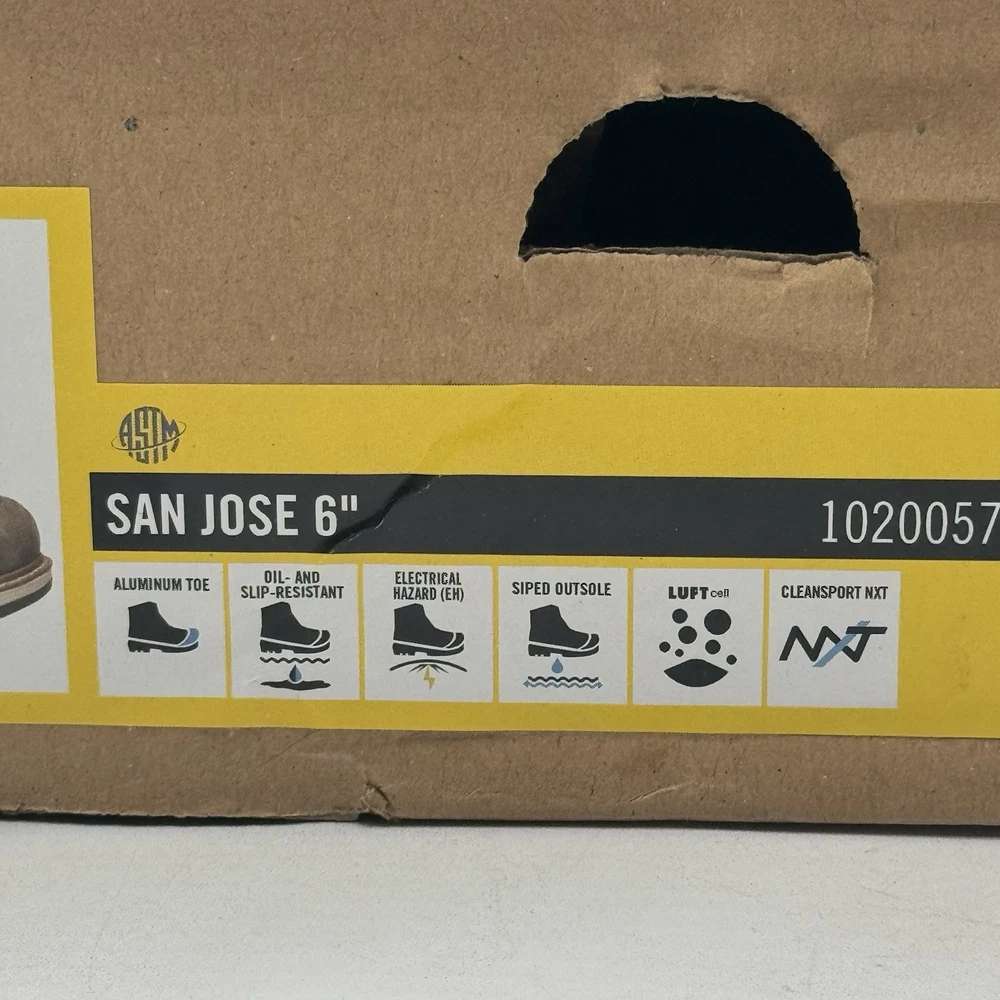 ASTM
SAN JOSE 6"
1020057
ALUMINUM TOE
OIL- AND
SLIP-RESISTANT
ELECTRICAL
HAZARD (EH)
SIPED OUTSOLE
LUFT cell
CLEANSPORT NXT
NXT